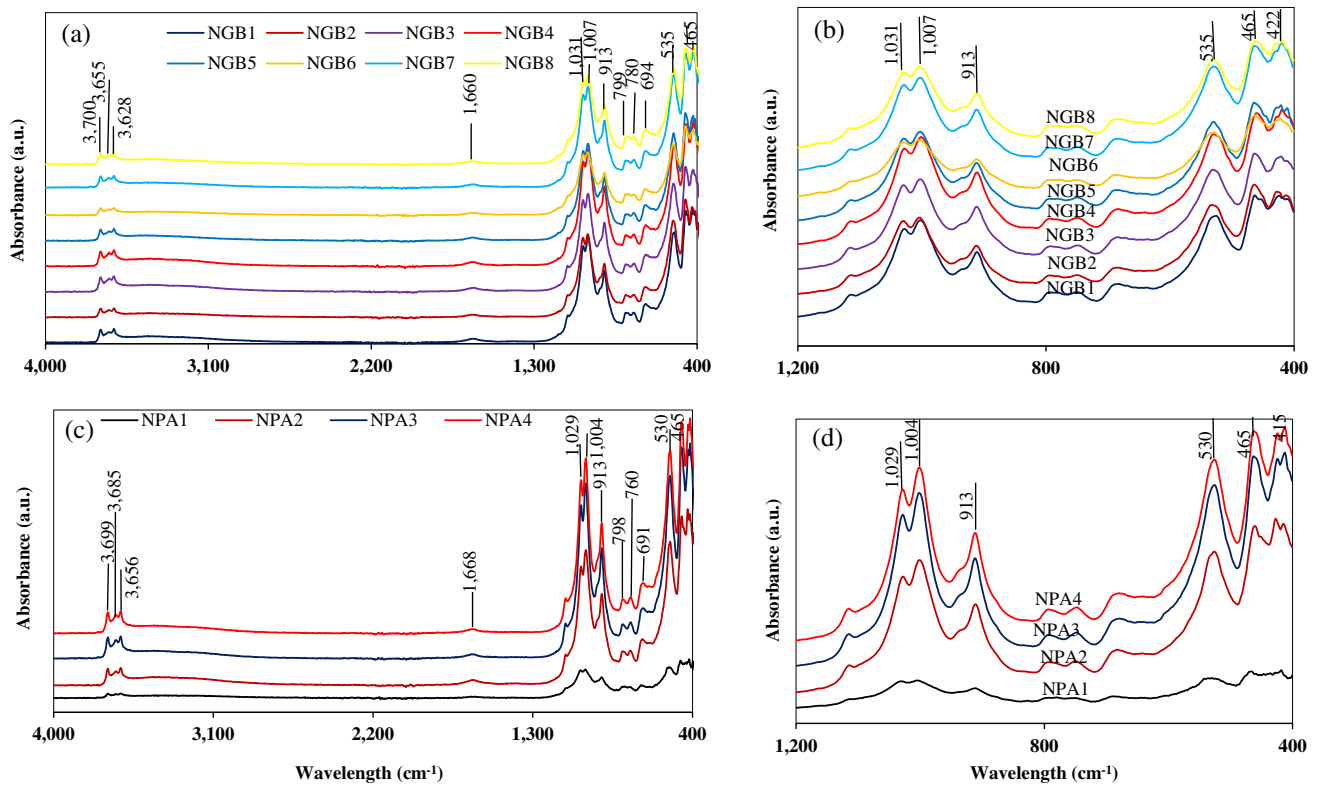 (a)
NGB1 NGB2 NGB3 NGB4
NGB5 NGB6 NGB7 NGB8
3,700
3,655
3,628
1,660
1,031
1,007
913
799
780
694
535
465
Absorbance (a.u.)
4,000 3,100 2,200 1,300 400
(b)
1,031
1,007
913
535
465
422
NGB8
NGB7
NGB6
NGB5
NGB4
NGB3
NGB2
NGB1
Absorbance (a.u.)
1,200 800 400
(c)
NPA1 NPA2 NPA3 NPA4
3,699
3,685
3,656
1,668
1,029
1,004
913
798
760
691
530
465
Absorbance (a.u.)
4,000 3,100 2,200 1,300 400
Wavelength (cm-1)
(d)
1,029
1,004
913
530
465
415
NPA4
NPA3
NPA2
NPA1
Absorbance (a.u.)
1,200 800 400
Wavelength (cm-1)